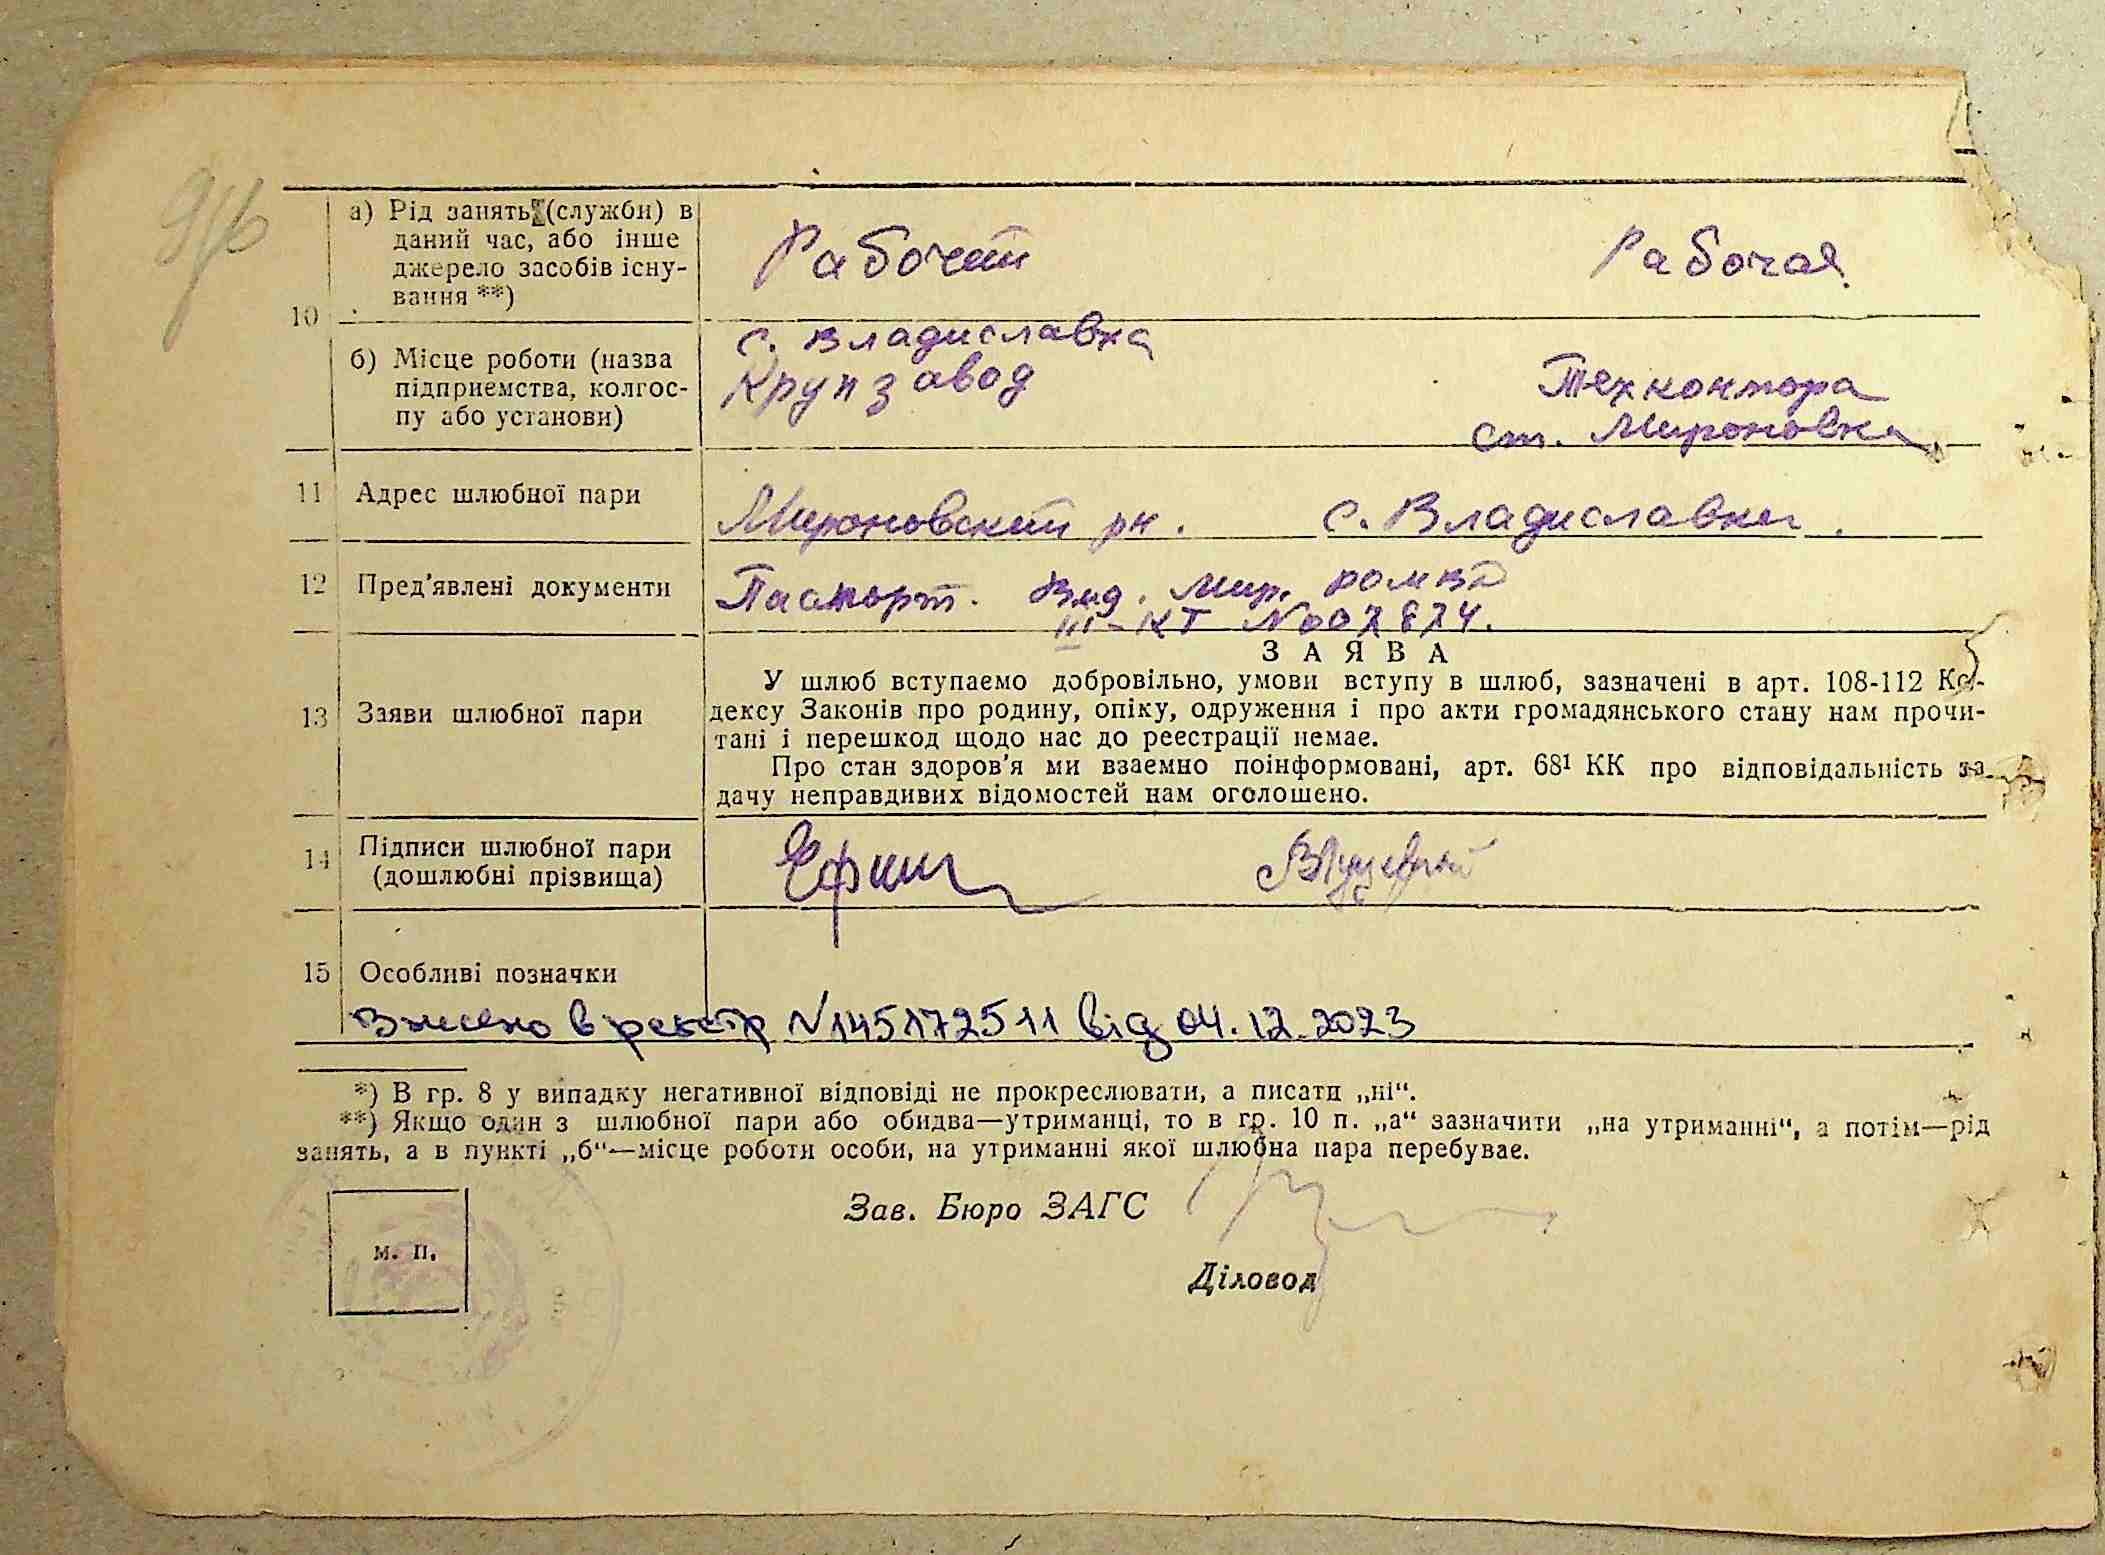 а) Рід занять (служби) в
даний час, або інше
джерело засобів існу-
вання **)
Рабочий
Рабочая
10
б) Місце роботи (назва
підприємства, колгос-
пу або установи)
с. Владиславка
Крупзавод
Техконтора
ст. Мироновка
11 Адрес шлюбної пари
Мироновский рн. с. Владиславка
12 Пред'явлені документи
Паспорт. Выд. Мир.
III-КТ №
13 Заяви шлюбної пари
ЗАЯВА
У шлюб вступаємо добровільно, умови вступу в шлюб, зазначені в арт. 108-112 Ко-
дексу Законів про родину, опіку, одруження і про акти громадянського стану нам прочи-
тані і перешкод щодо нас до реєстрації немає.
Про стан здоров'я ми взаємно поінформовані, арт. 68¹ КК про відповідальність за
дачу неправдивих відомостей нам оголошено.
14 Підписи шлюбної пари
(дошлюбні прізвища)
15 Особливі позначки
Внесено в реєстр №145172511 від 04.12.2023
*) В гр. 8 у випадку негативної відповіді не прокреслювати, а писати „ні“.
**) Якщо один з шлюбної пари або обидва—утриманці, то в гр. 10 п. „а“ зазначити „на утриманні“, а потім—рід
занять, а в пункті „б“—місце роботи особи, на утриманні якої шлюбна пара перебуває.
Зав. Бюро ЗАГС
м. п.
Діловод